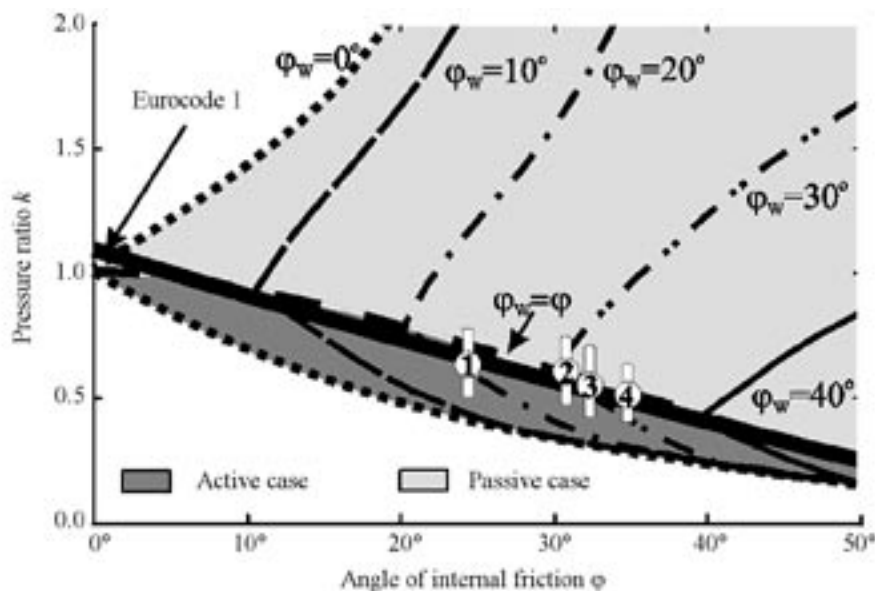 2.0
φw=0°
φw=10°
φw=20°
Eurocode 1
1.5
φw=30°
Pressure ratio k
1.0
φw=φ
1
2
3
4
0.5
φw=40°
Active case
Passive case
0.0
0° 10° 20° 30° 40° 50°
Angle of internal friction φ